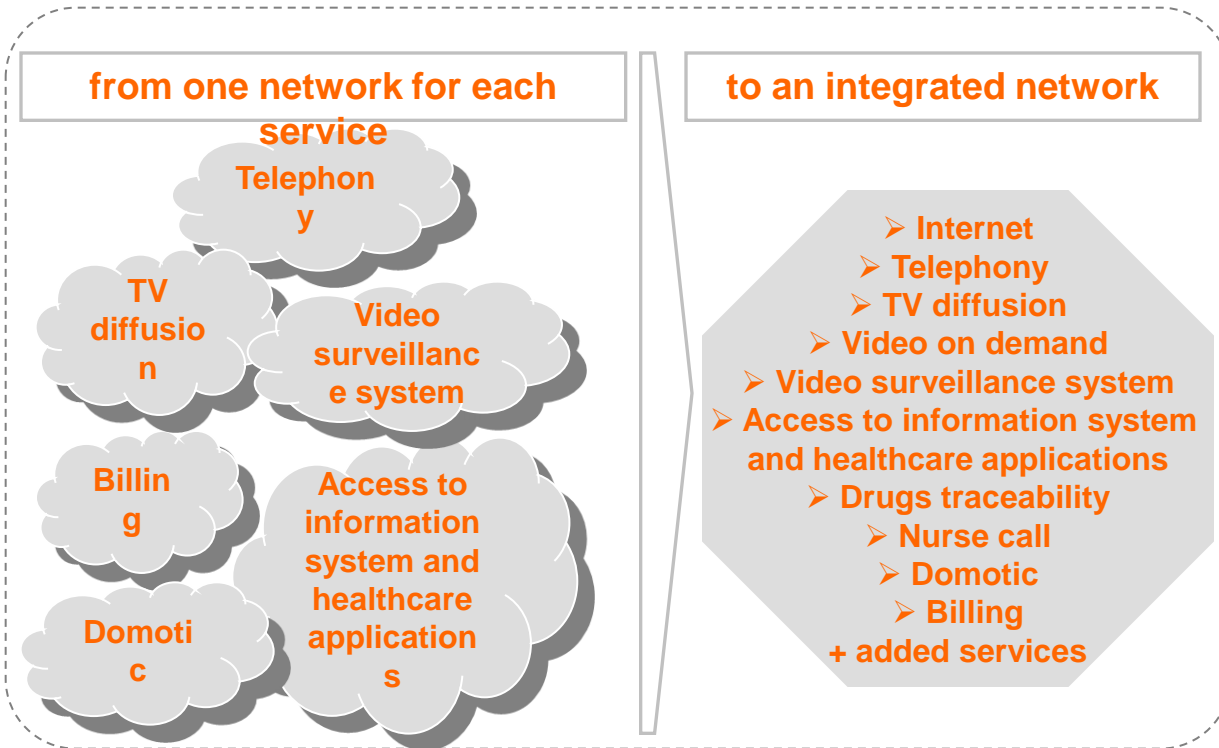 from one network for each
service
Telephon
y
TV
diffusio
n
Video
surveillanc
e system
Billin
g
Access to
information
system and
healthcare
application
s
Domoti
c
to an integrated network
➢ Internet
➢ Telephony
➢ TV diffusion
➢ Video on demand
➢ Video surveillance system
➢ Access to information system
and healthcare applications
➢ Drugs traceability
➢ Nurse call
➢ Domotic
➢ Billing
+ added services